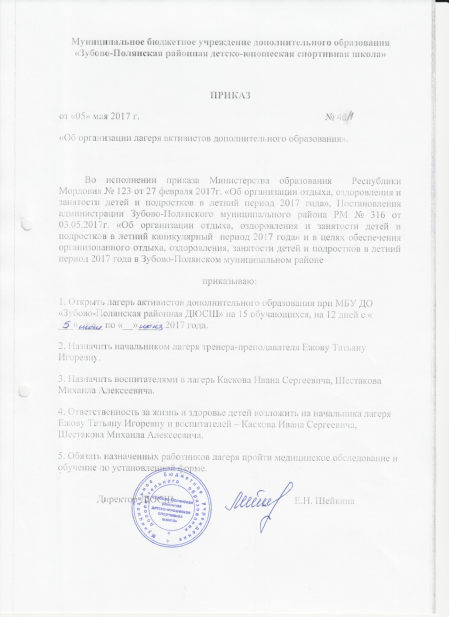 Муниципальное бюджетное учреждение дополнительного образования
«Зубово-Полянская районная детско-юношеская спортивная школа»
ПРИКАЗ
от «05» мая 2017 г. №
«Об организации лагеря активистов дополнительного образования».
Во исполнении приказа Министерства образования Республики
Мордовия № 123 от 27 февраля 2017г. «Об организации отдыха, оздоровления и
занятости детей и подростков в летний период 2017 года», Постановления
администрации Зубово-Полянского муниципального района РМ № 316 от
03.05.2017г. «Об организации отдыха, оздоровления и занятости детей и
подростков в летний каникулярный период 2017 года» и в целях обеспечения
организованного отдыха, оздоровления, занятости детей и подростков в летний
период 2017 года в Зубово-Полянском муниципальном районе
приказываю:
1. Открыть лагерь активистов дополнительного образования при МБУ ДО
«Зубово-Полянская районная ДЮСШ» на 15 обучающихся, на 12 дней с «
5 » июня по «__» июня 2017 года.
2. Назначить начальником лагеря тренера-преподавателя Ежову Татьяну
Игоревну.
3. Назначить воспитателями в лагерь Каскова Ивана Сергеевича, Шестакова
Михаила Алексеевича.
4. Ответственность за жизнь и здоровье детей возложить на начальника лагеря
Ежову Татьяну Игоревну и воспитателей – Каскова Ивана Сергеевича,
Шестакова Михаила Алексеевича.
5. Обязать назначенных работников лагеря пройти медицинское обследование и
обучение по установленной форме.
Директор ДЮСШ Е.Н. Шейкина